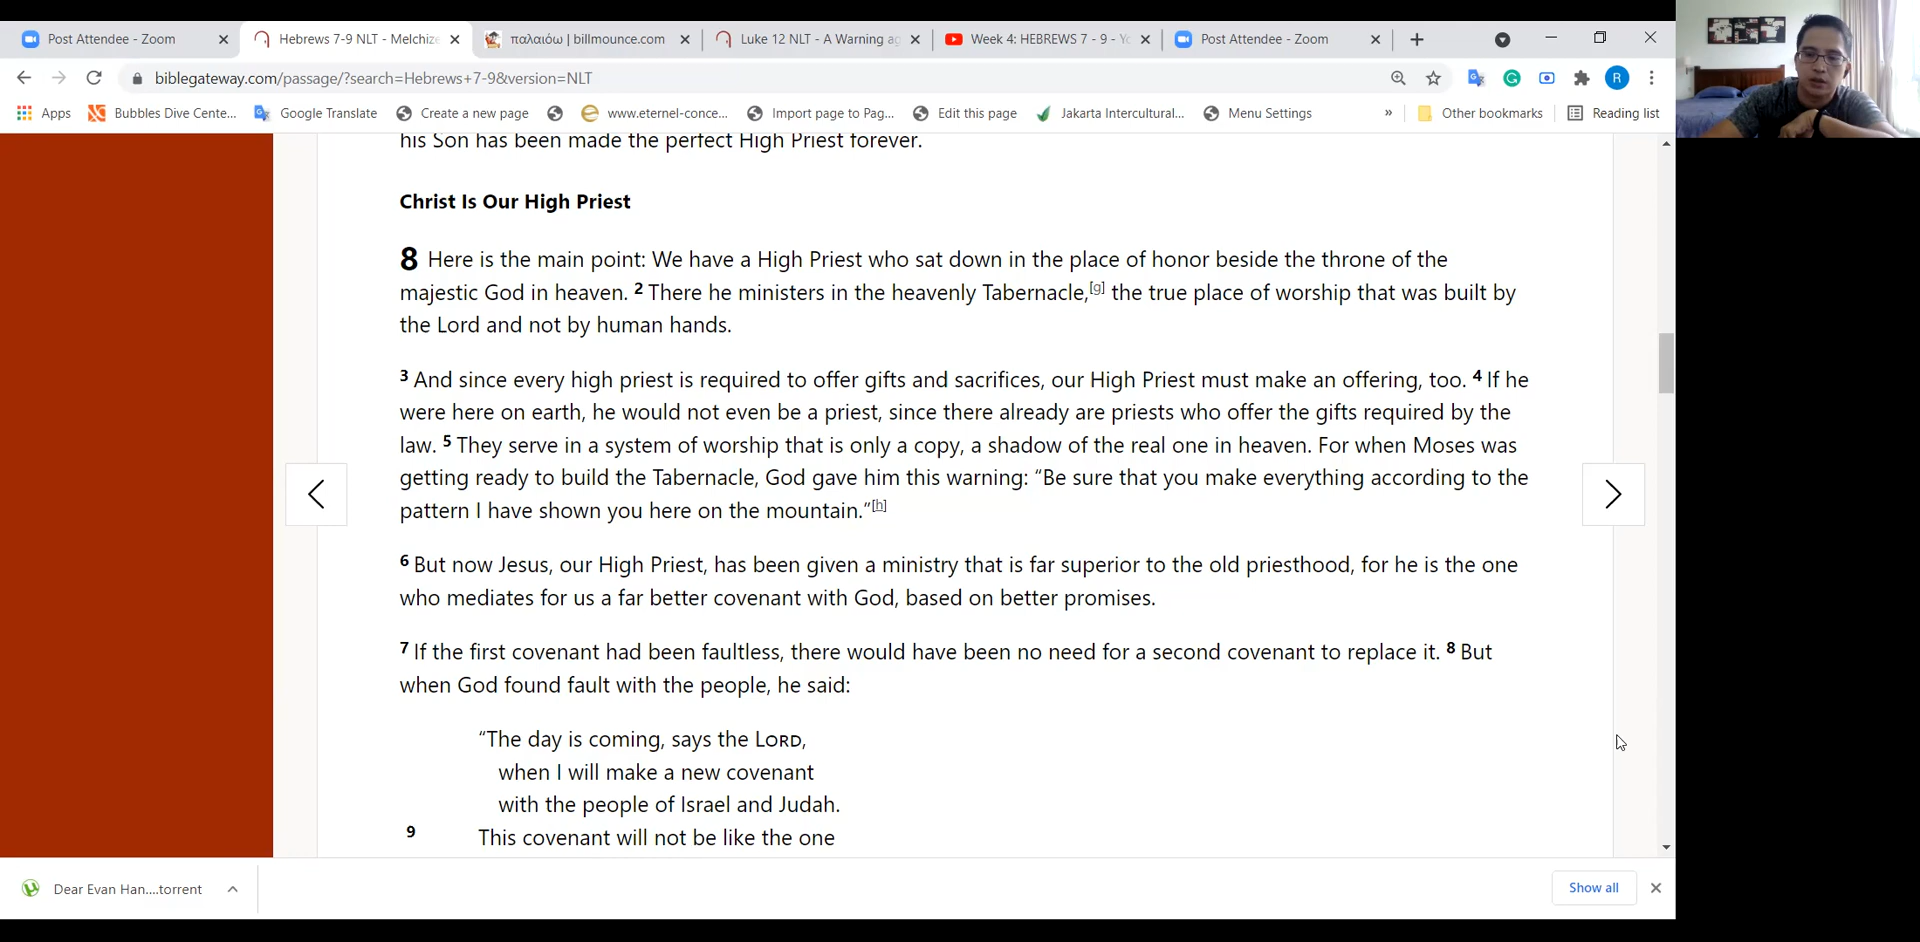 Post Attendee - Zoom
Hebrews 7-9 NLT - Melchize
παλαιόω | billmounce.com
Luke 12 NLT - A Warning ag
Week 4: HEBREWS 7 - 9 - Yo
Post Attendee - Zoom
biblegateway.com/passage/?search=Hebrews+7-9&version=NLT
R
Apps
Bubbles Dive Cente...
Google Translate
Create a new page
www.eternel-conce...
Import page to Pag...
Edit this page
Jakarta Intercultural...
Menu Settings
»
Other bookmarks
Reading list
his Son has been made the perfect High Priest forever.
Christ Is Our High Priest
8 Here is the main point: We have a High Priest who sat down in the place of honor beside the throne of the
majestic God in heaven. 2 There he ministers in the heavenly Tabernacle,[g] the true place of worship that was built by
the Lord and not by human hands.
3 And since every high priest is required to offer gifts and sacrifices, our High Priest must make an offering, too. 4 If he
were here on earth, he would not even be a priest, since there already are priests who offer the gifts required by the
law. 5 They serve in a system of worship that is only a copy, a shadow of the real one in heaven. For when Moses was
getting ready to build the Tabernacle, God gave him this warning: “Be sure that you make everything according to the
pattern I have shown you here on the mountain.”[h]
6 But now Jesus, our High Priest, has been given a ministry that is far superior to the old priesthood, for he is the one
who mediates for us a far better covenant with God, based on better promises.
7 If the first covenant had been faultless, there would have been no need for a second covenant to replace it. 8 But
when God found fault with the people, he said:
“The day is coming, says the LORD,
when I will make a new covenant
with the people of Israel and Judah.
9 This covenant will not be like the one
Dear Evan Han....torrent
Show all